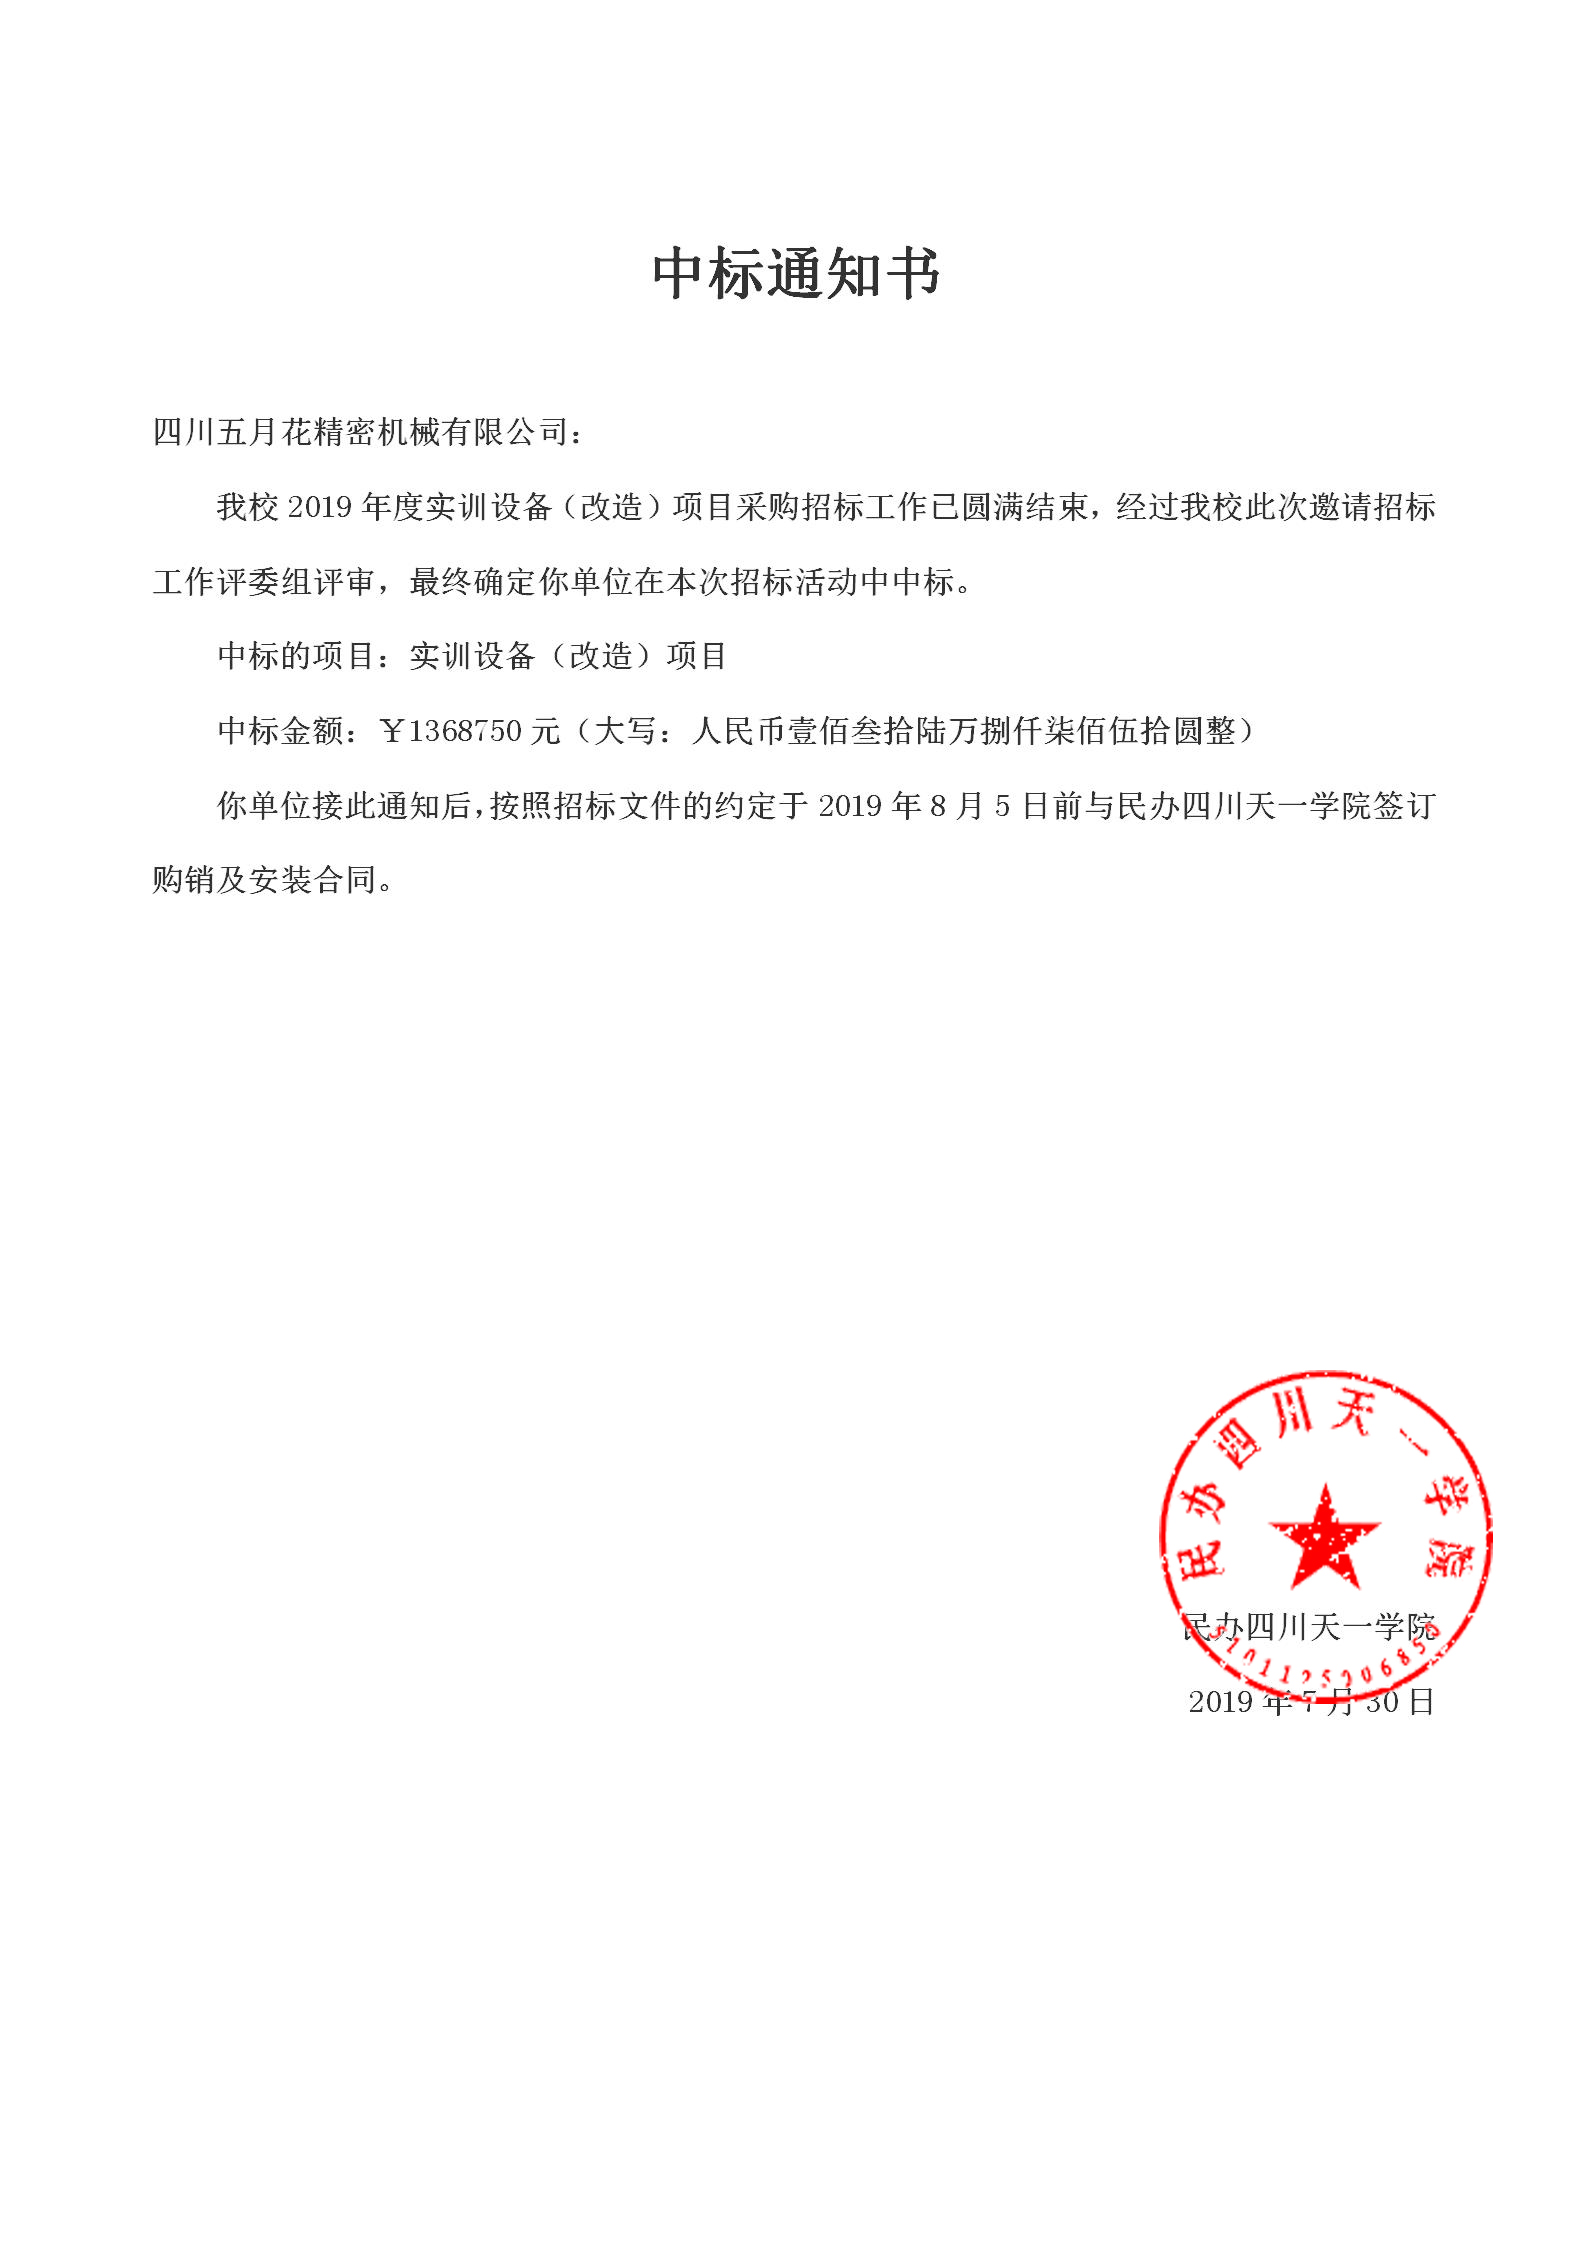 中标通知书
四川五月花精密机械有限公司：
我校 2019 年度实训设备（改造）项目采购招标工作已圆满结束，经过我校此次邀请招标
工作评委组评审，最终确定你单位在本次招标活动中中标。
中标的项目：实训设备（改造）项目
中标金额：￥1368750 元（大写：人民币壹佰叁拾陆万捌仟柒佰伍拾圆整）
你单位接此通知后，按照招标文件的约定于 2019 年 8 月 5 日前与民办四川天一学院签订
购销及安装合同。
民办四川天一学院
民办四川天一学院
5101125006850
2019 年 7 月 30 日